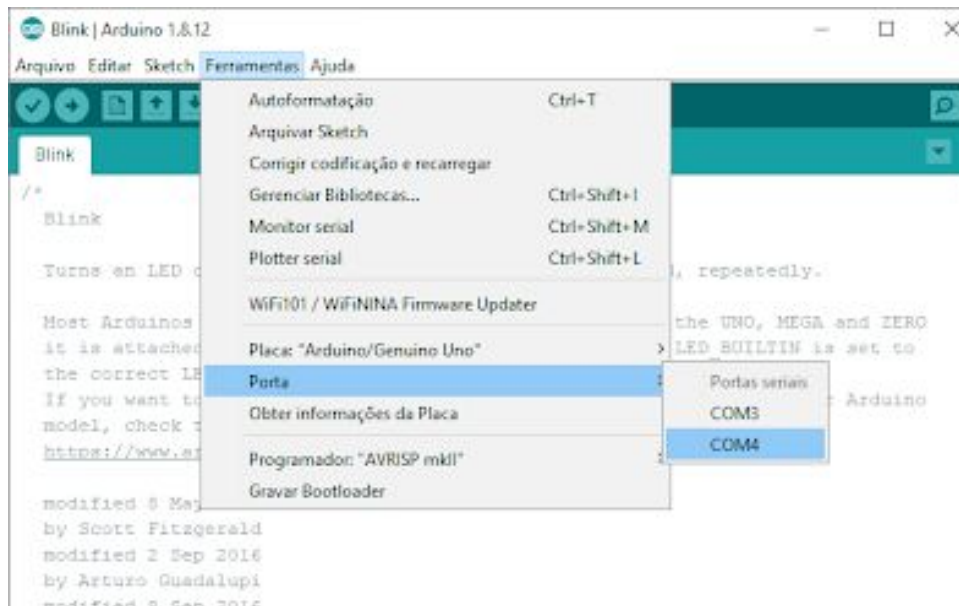 Blink | Arduino 1.8.12
Arquivo Editar Sketch Ferramentas Ajuda
Blink
Autoformatação Ctrl+T
Arquivar Sketch
Corrigir codificação e recarregar
Gerenciar Bibliotecas... Ctrl+Shift+I
Monitor serial Ctrl+Shift+M
Plotter serial Ctrl+Shift+L
WiFi101 / WiFiNINA Firmware Updater
Placa: "Arduino/Genuino Uno"
Porta
Obter informações da Placa
Programador: "AVRISP mkII"
Gravar Bootloader
Portas seriais
COM3
COM4
/*
Blink
Turns an LED , repeatedly.
Most Arduinos the UNO, MEGA and ZERO
it is attached LED_BUILTIN is set to
the correct
If you want to Arduino
model, check
modified 8 May
by Scott Fitzgerald
modified 2 Sep 2016
by Arturo Guadalupi
modified 8 Sep 2016